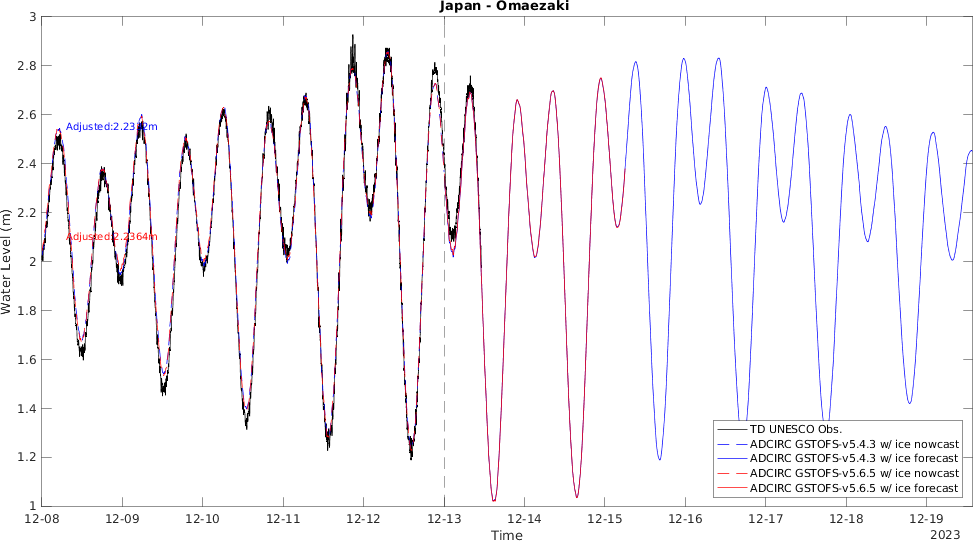 Japan - Omaezaki
3
2.8
2.6
2.4
2.2
2
1.8
1.6
1.4
1.2
1
Water Level (m)
Adjusted:2.2312m
Adjusted:2.2364m
TD UNESCO Obs.
ADCIRC GSTOFS-v5.4.3 w/ ice nowcast
ADCIRC GSTOFS-v5.4.3 w/ ice forecast
ADCIRC GSTOFS-v5.6.5 w/ ice nowcast
ADCIRC GSTOFS-v5.6.5 w/ ice forecast
12-08 12-09 12-10 12-11 12-12 12-13 12-14 12-15 12-16 12-17 12-18 12-19
Time
2023